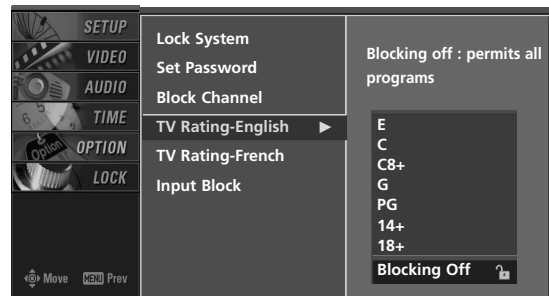 SETUP
VIDEO
AUDIO
TIME
OPTION
LOCK
Move MENU Prev
Lock System
Set Password
Block Channel
TV Rating-English ▶
TV Rating-French
Input Block
Blocking off : permits all
programs
E
C
C8+
G
PG
14+
18+
Blocking Off